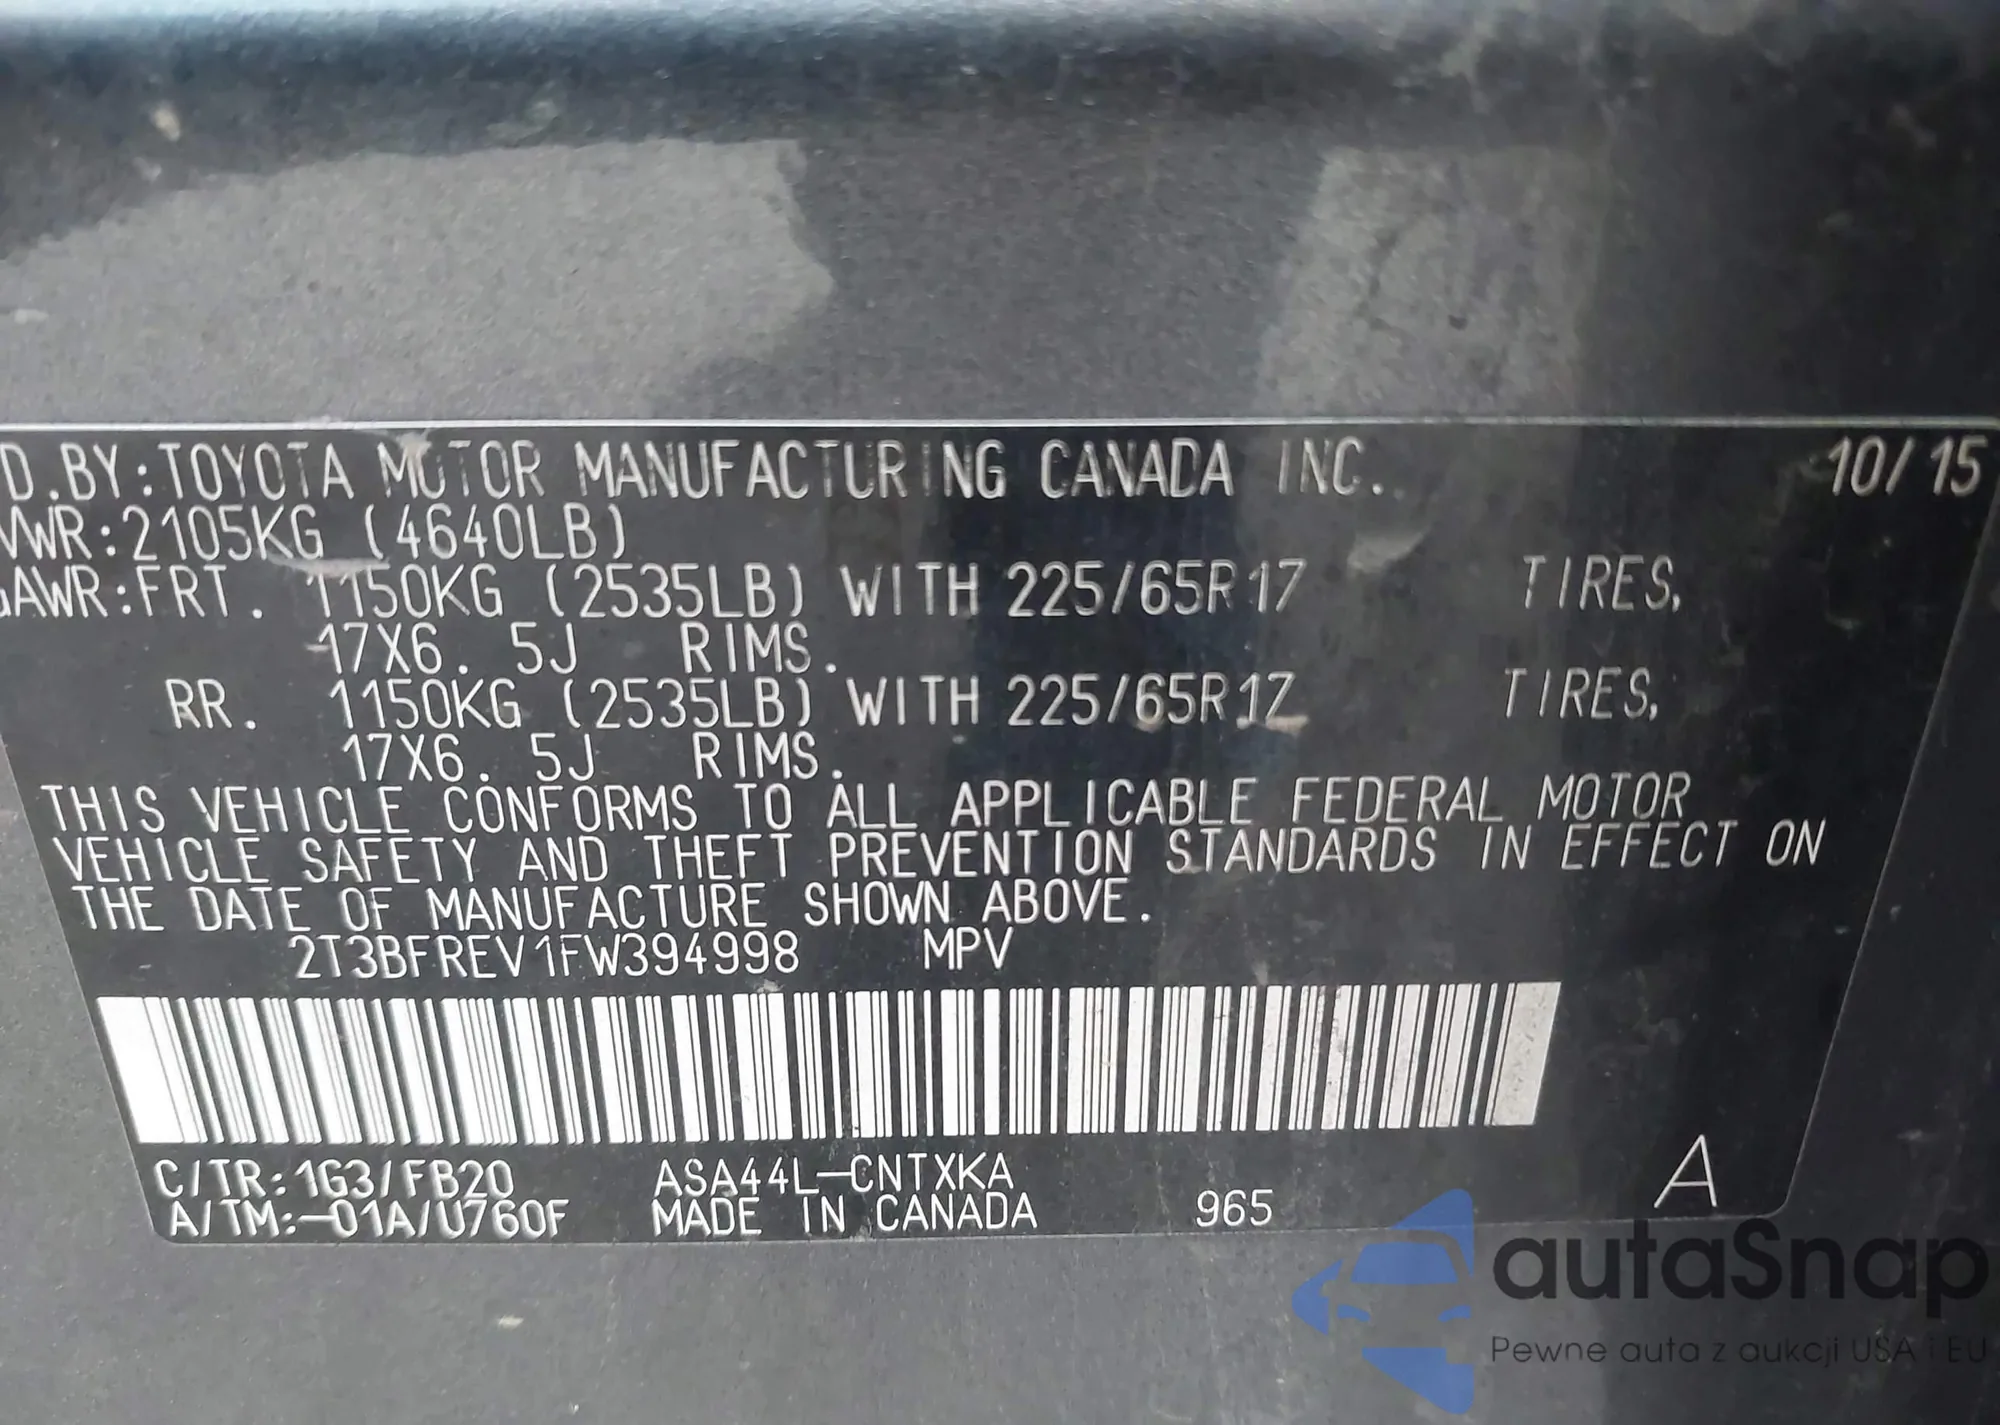 D.BY:TOYOTA MOTOR MANUFACTURING CANADA INC. 10/15
VWR:2105KG (4640LB)
GAWR:FRT. 1150KG (2535LB) WITH 225/65R17 TIRES,
17X6.5J RIMS.
RR. 1150KG (2535LB) WITH 225/65R17 TIRES,
17X6.5J RIMS.
THIS VEHICLE CONFORMS TO ALL APPLICABLE FEDERAL MOTOR
VEHICLE SAFETY AND THEFT PREVENTION STANDARDS IN EFFECT ON
THE DATE OF MANUFACTURE SHOWN ABOVE.
2T3BFREV1FW394998 MPV
C/TR:1G3/FB20 ASA44L-CNTXKA
A/TM:-01A/U760F MADE IN CANADA 965 A
autaSnap
Pewne auta z aukcji USA i EU